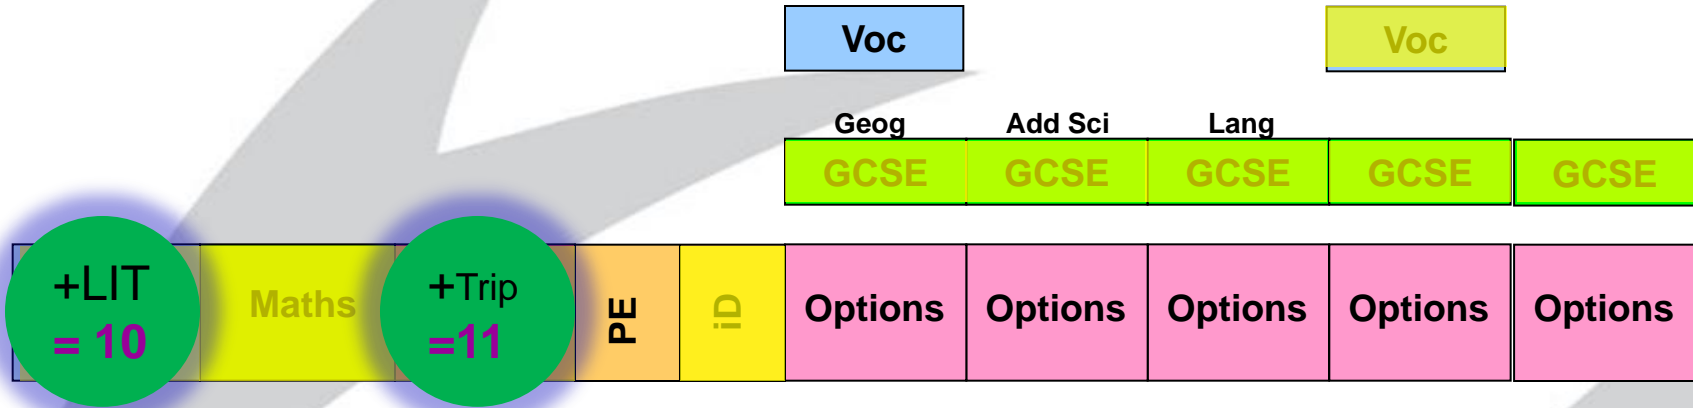 Voc Voc
Geog Add Sci Lang
GCSE GCSE GCSE GCSE GCSE
+LIT
= 10
Maths
+Trip
=11
PE
iD
Options Options Options Options Options